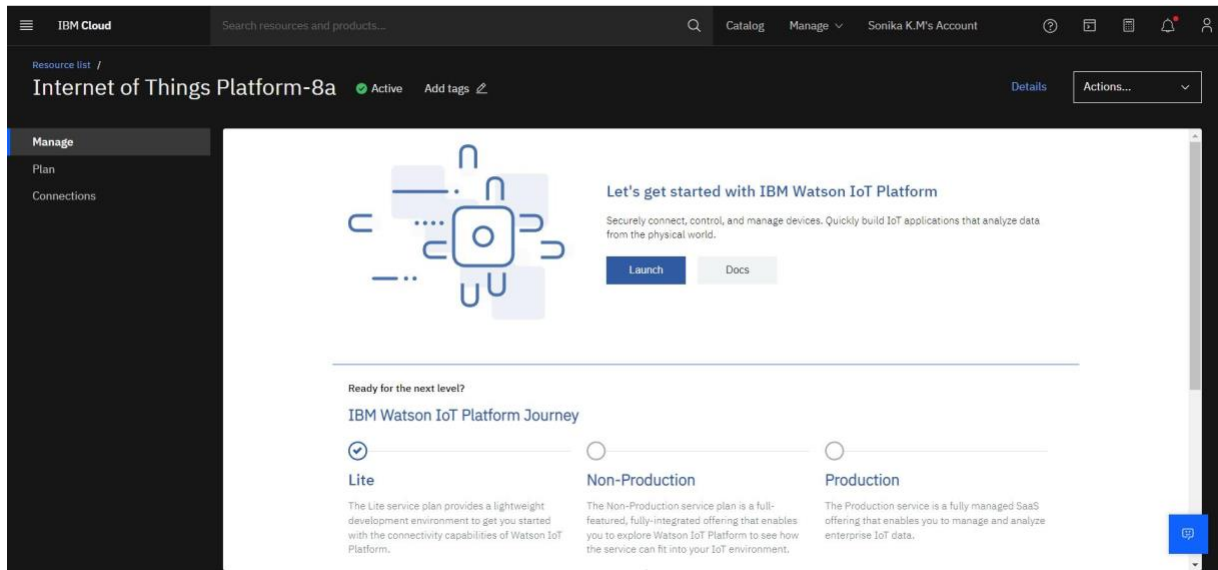 IBM Cloud
Search resources and products...
Catalog
Manage
Sonika K.M's Account
Resource list /
Internet of Things Platform-8a
Active
Add tags
Details
Actions...
Manage
Plan
Connections
Let's get started with IBM Watson IoT Platform
Securely connect, control, and manage devices. Quickly build IoT applications that analyze data
from the physical world.
Launch
Docs
Ready for the next level?
IBM Watson IoT Platform Journey
Lite
The Lite service plan provides a lightweight
development environment to get you started
with the connectivity capabilities of Watson IoT
Platform.
Non-Production
The Non-Production service plan is a full-
featured, fully-integrated offering that enables
you to explore Watson IoT Platform to see how
the service can fit into your IoT environment.
Production
The Production service is a fully managed SaaS
offering that enables you to manage and analyze
enterprise IoT data.